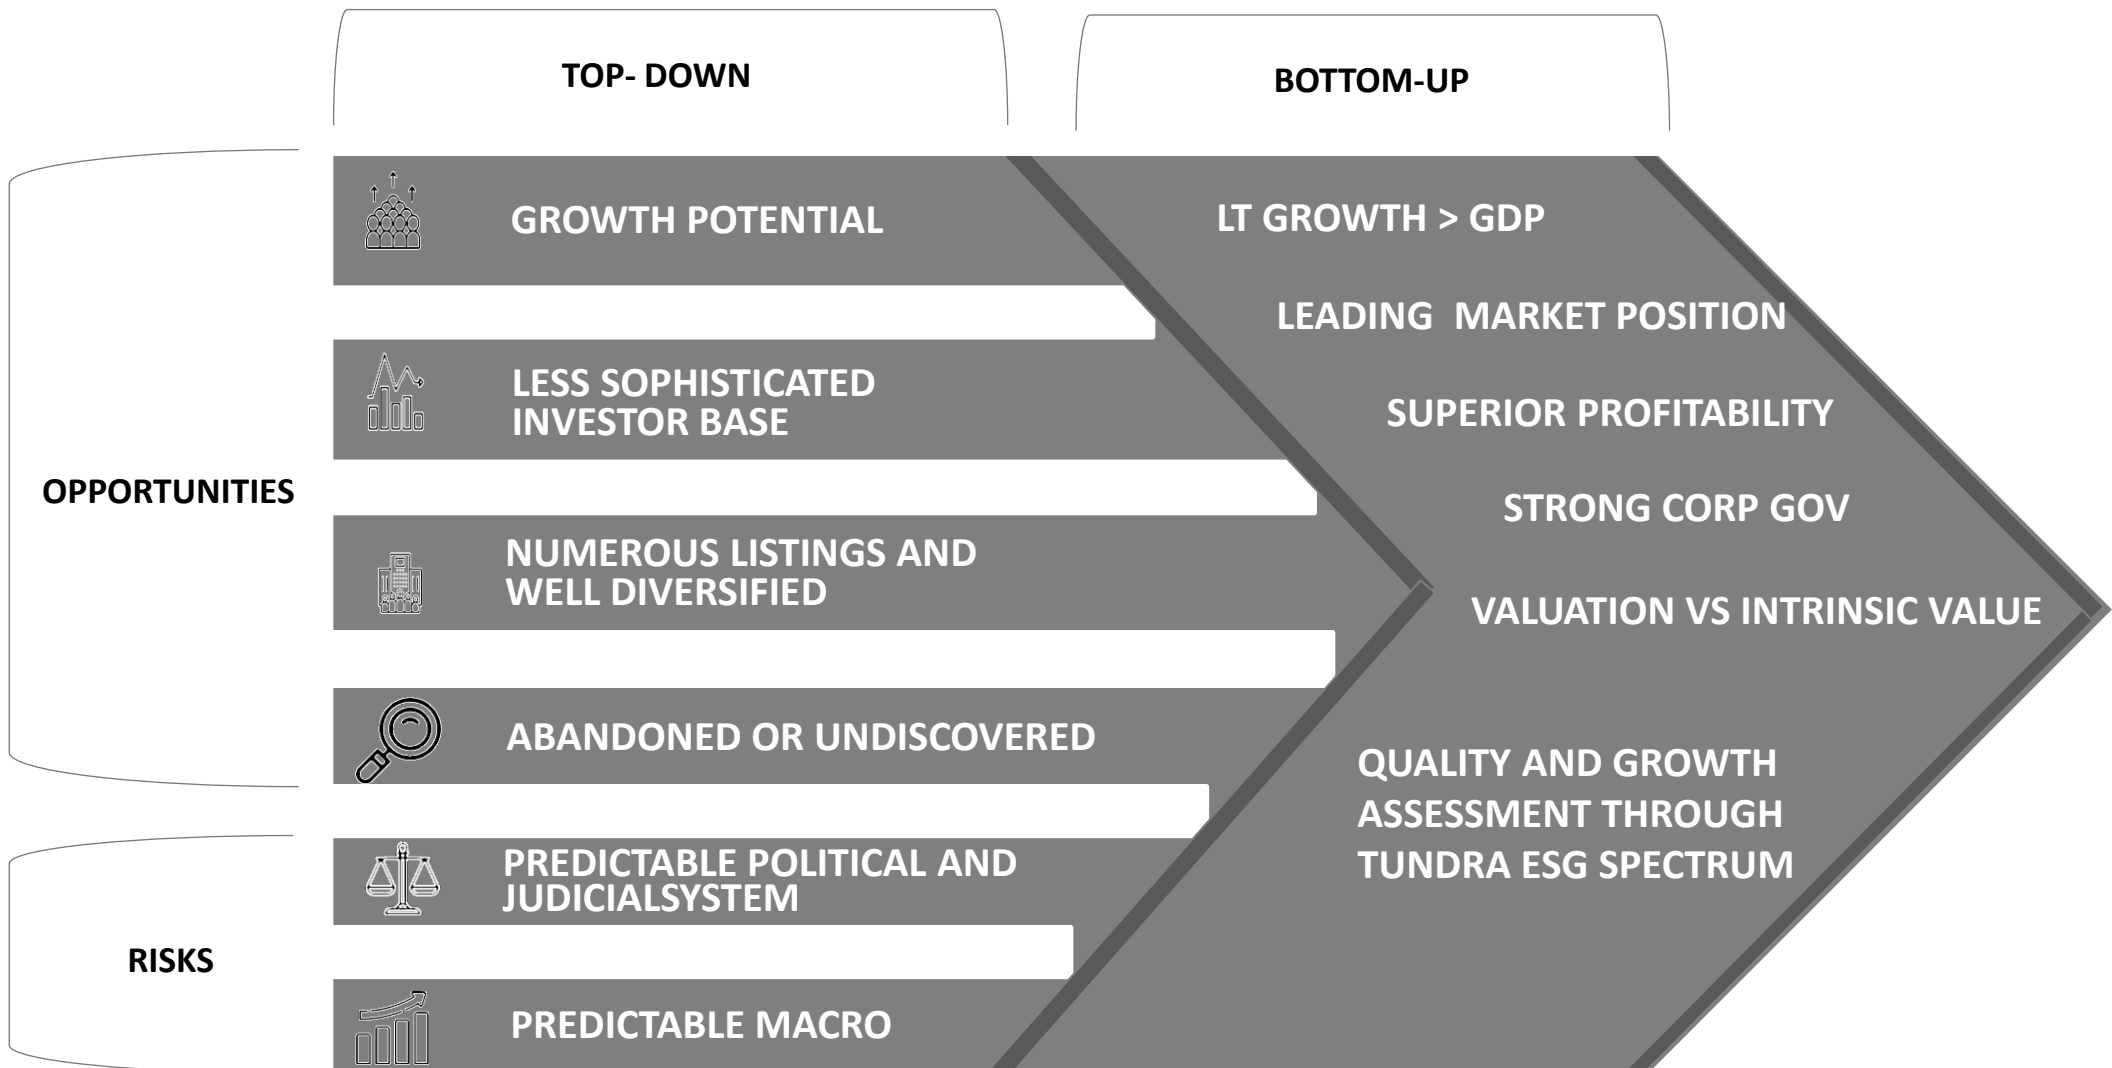 TOP- DOWN
BOTTOM-UP
OPPORTUNITIES
GROWTH POTENTIAL
LESS SOPHISTICATED
INVESTOR BASE
NUMEROUS LISTINGS AND
WELL DIVERSIFIED
ABANDONED OR UNDISCOVERED
RISKS
PREDICTABLE POLITICAL AND
JUDICIALSYSTEM
PREDICTABLE MACRO
LT GROWTH > GDP
LEADING  MARKET POSITION
SUPERIOR PROFITABILITY
STRONG CORP GOV
VALUATION VS INTRINSIC VALUE
QUALITY AND GROWTH
ASSESSMENT THROUGH
TUNDRA ESG SPECTRUM